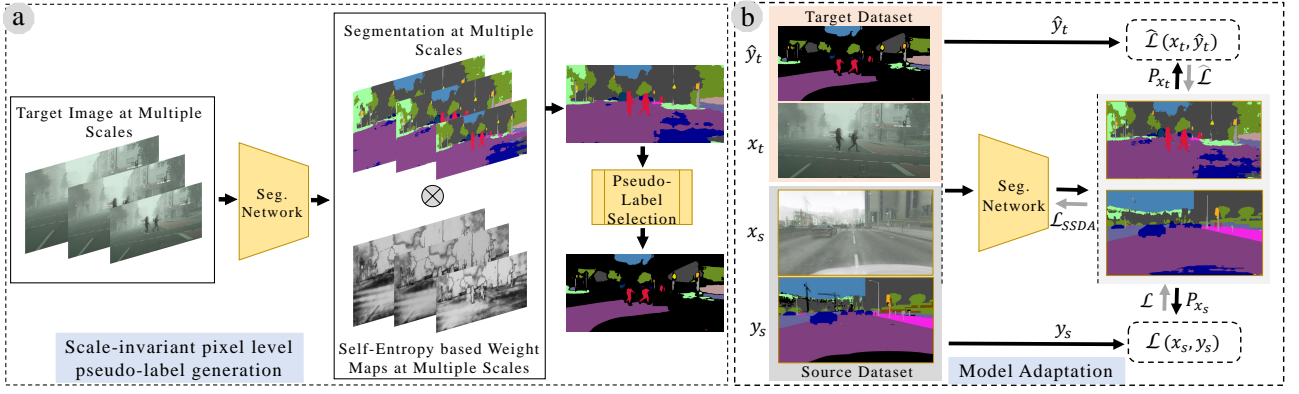 a
Target Image at Multiple
Scales
Seg.
Network
Segmentation at Multiple
Scales
⊗
Self-Entropy based Weight
Maps at Multiple Scales
Pseudo-
Label
Selection
Scale-invariant pixel level
pseudo-label generation
b
Target Dataset
ŷ_t
x_t
x_s
y_s
Source Dataset
ŷ_t
Seg.
Network
ℒ_SSDA
y_s
Model Adaptation
ℒ̂ (x_t, ŷ_t)
P_{x_t}
ℒ̂
ℒ
P_{x_s}
ℒ (x_s, y_s)